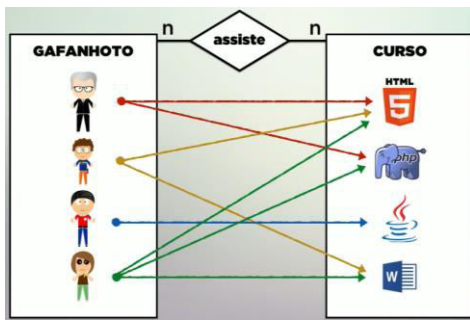 n
assiste
n
GAFANHOTO
CURSO
HTML
5
php
W